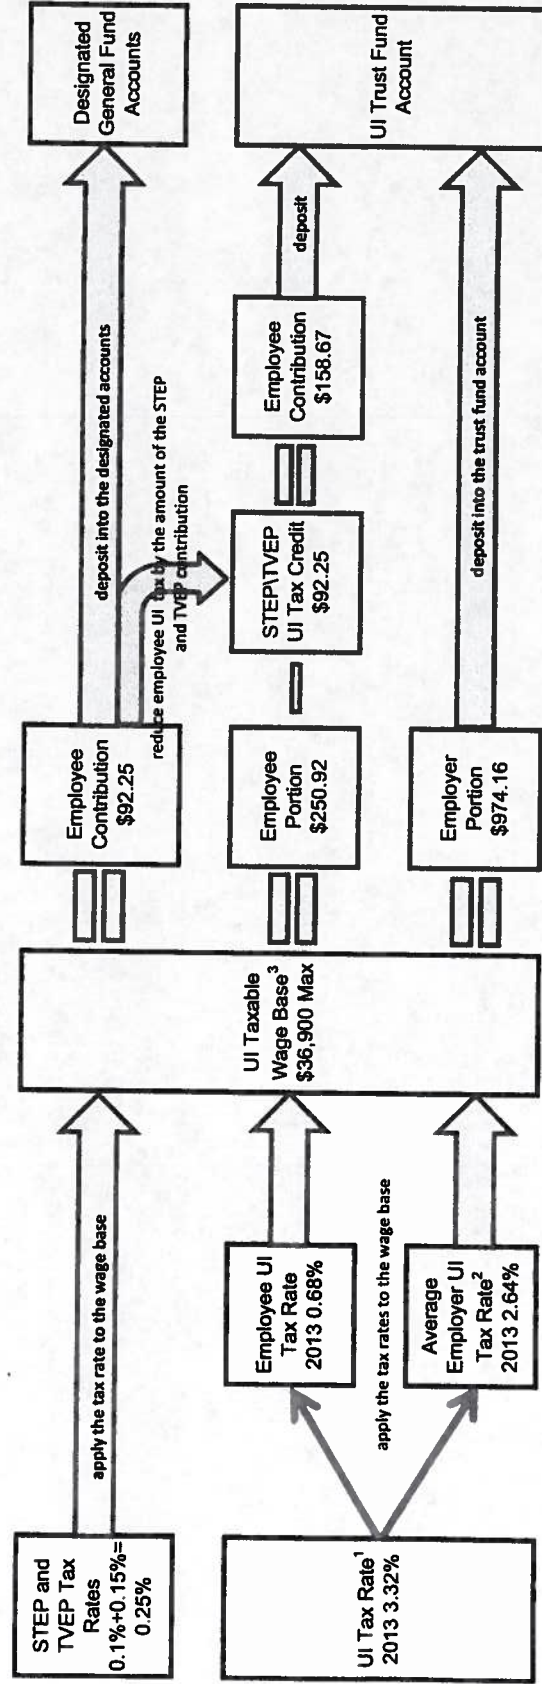 STEP and
TVEP Tax
Rates
0.1%+0.15%=
0.25%
apply the tax rate to the wage base
UI Tax Rate1
2013 3.32%
Employee UI
Tax Rate
2013 0.68%
apply the tax rates to the wage base
Average
Employer UI
Tax Rate2
2013 2.64%
UI Taxable
Wage Base3
$36,900 Max
Employee
Contribution
$92.25
deposit into the designated accounts
reduce employee UI tax by the amount of the STEP
and TVEP contribution
Designated
General Fund
Accounts
Employee
Portion
$250.92
STEP\TVEP
UI Tax Credit
$92.25
Employee
Contribution
$158.67
deposit
UI Trust Fund
Account
Employer
Portion
$974.16
deposit into the trust fund account